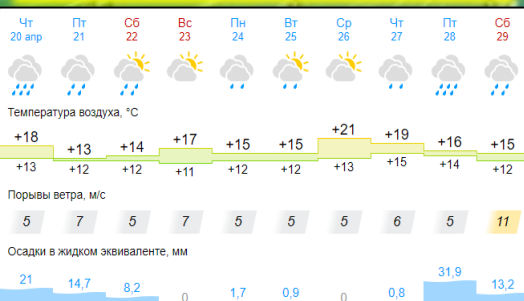 Чт Пт Сб Вс Пн Вт Ср Чт Пт Сб
20 апр 21 22 23 24 25 26 27 28 29
Температура воздуха, °C
+18 +13 +14 +17 +15 +15 +21 +19 +16 +15
+13 +12 +12 +11 +12 +12 +13 +15 +14 +12
Порывы ветра, м/с
5 7 5 7 5 5 5 6 5 11
Осадки в жидком эквиваленте, мм
21 14,7 8,2 0 1,7 0,9 0 0,8 31,9 13,2